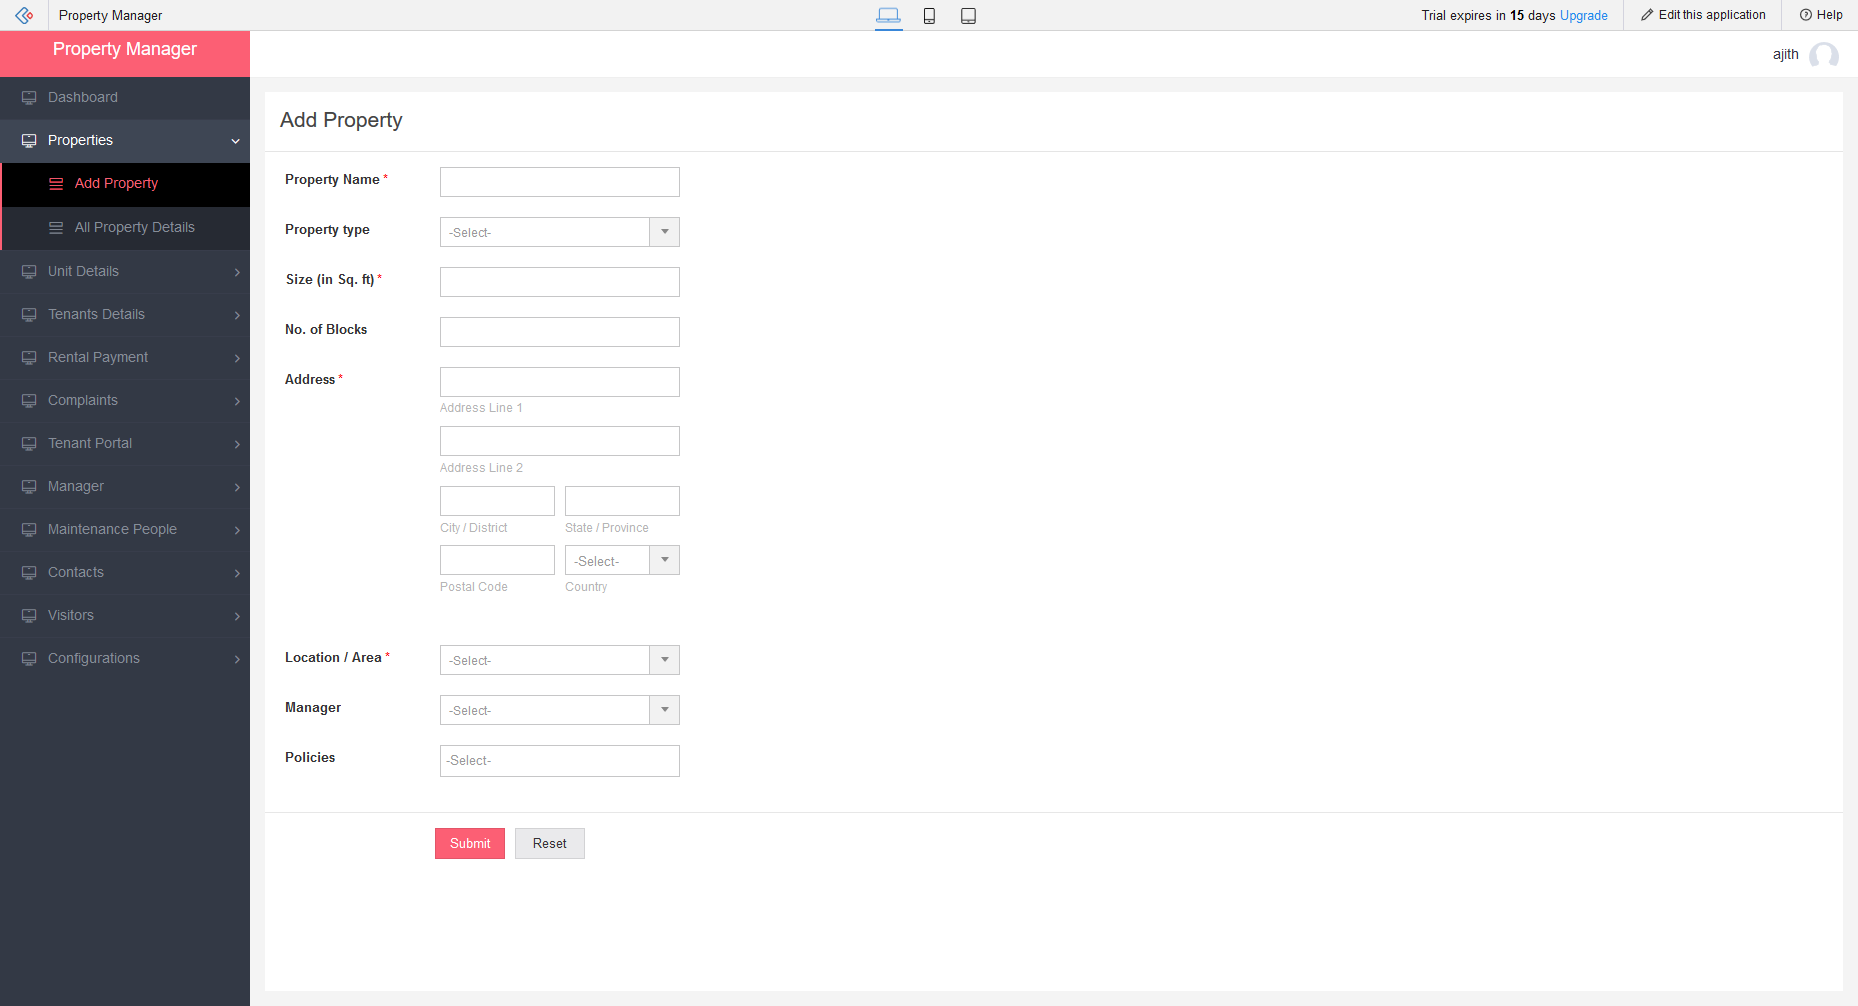 Property Manager
Trial expires in 15 days Upgrade
Edit this application
Help
Property Manager
ajith
Dashboard
Properties
Add Property
All Property Details
Unit Details
Tenants Details
Rental Payment
Complaints
Tenant Portal
Manager
Maintenance People
Contacts
Visitors
Configurations
Add Property
Property Name *
Property type
-Select-
Size (in Sq. ft) *
No. of Blocks
Address *
Address Line 1
Address Line 2
City / District
State / Province
-Select-
Postal Code
Country
Location / Area *
-Select-
Manager
-Select-
Policies
-Select-
Submit
Reset